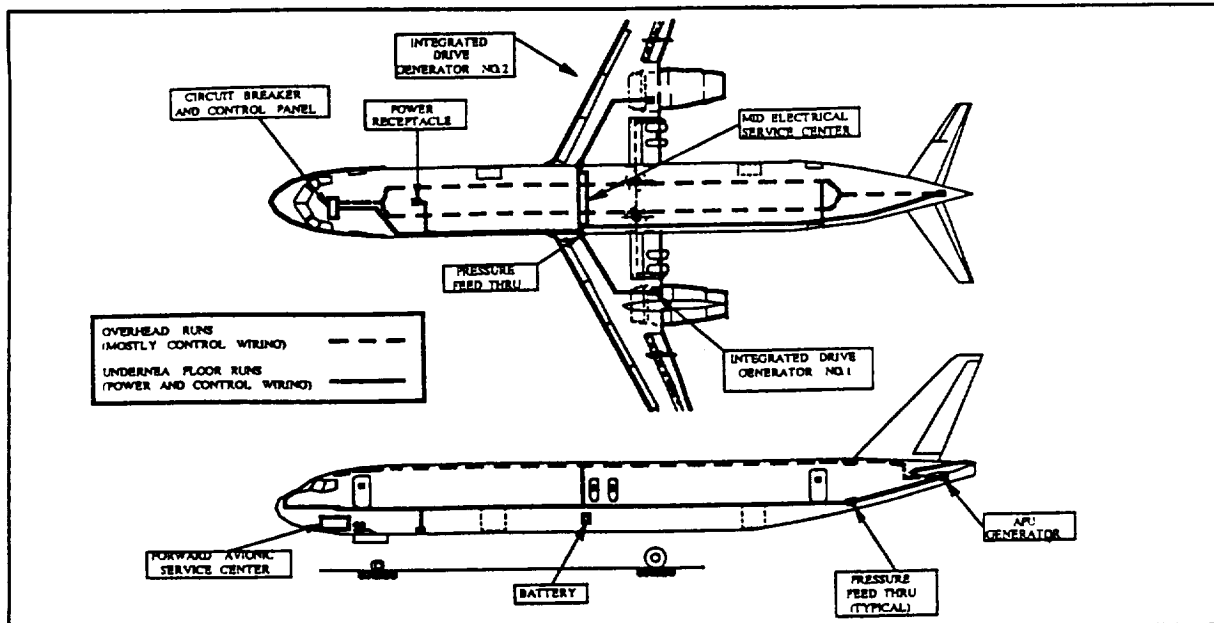 INTEGRATED
DRIVE
GENERATOR NO.2
CIRCUIT BREAKER
AND CONTROL PANEL
POWER
RECEPTACLE
MID ELECTRICAL
SERVICE CENTER
PRESSURE
FEED THRU
OVERHEAD RUNS
(MOSTLY CONTROL WIRING)
UNDERNEA FLOOR RUNS
(POWER AND CONTROL WIRING)
INTEGRATED DRIVE
GENERATOR NO.1
FORWARD AVIONIC
SERVICE CENTER
BATTERY
APU
GENERATOR
PRESSURE
FEED THRU
(TYPICAL)